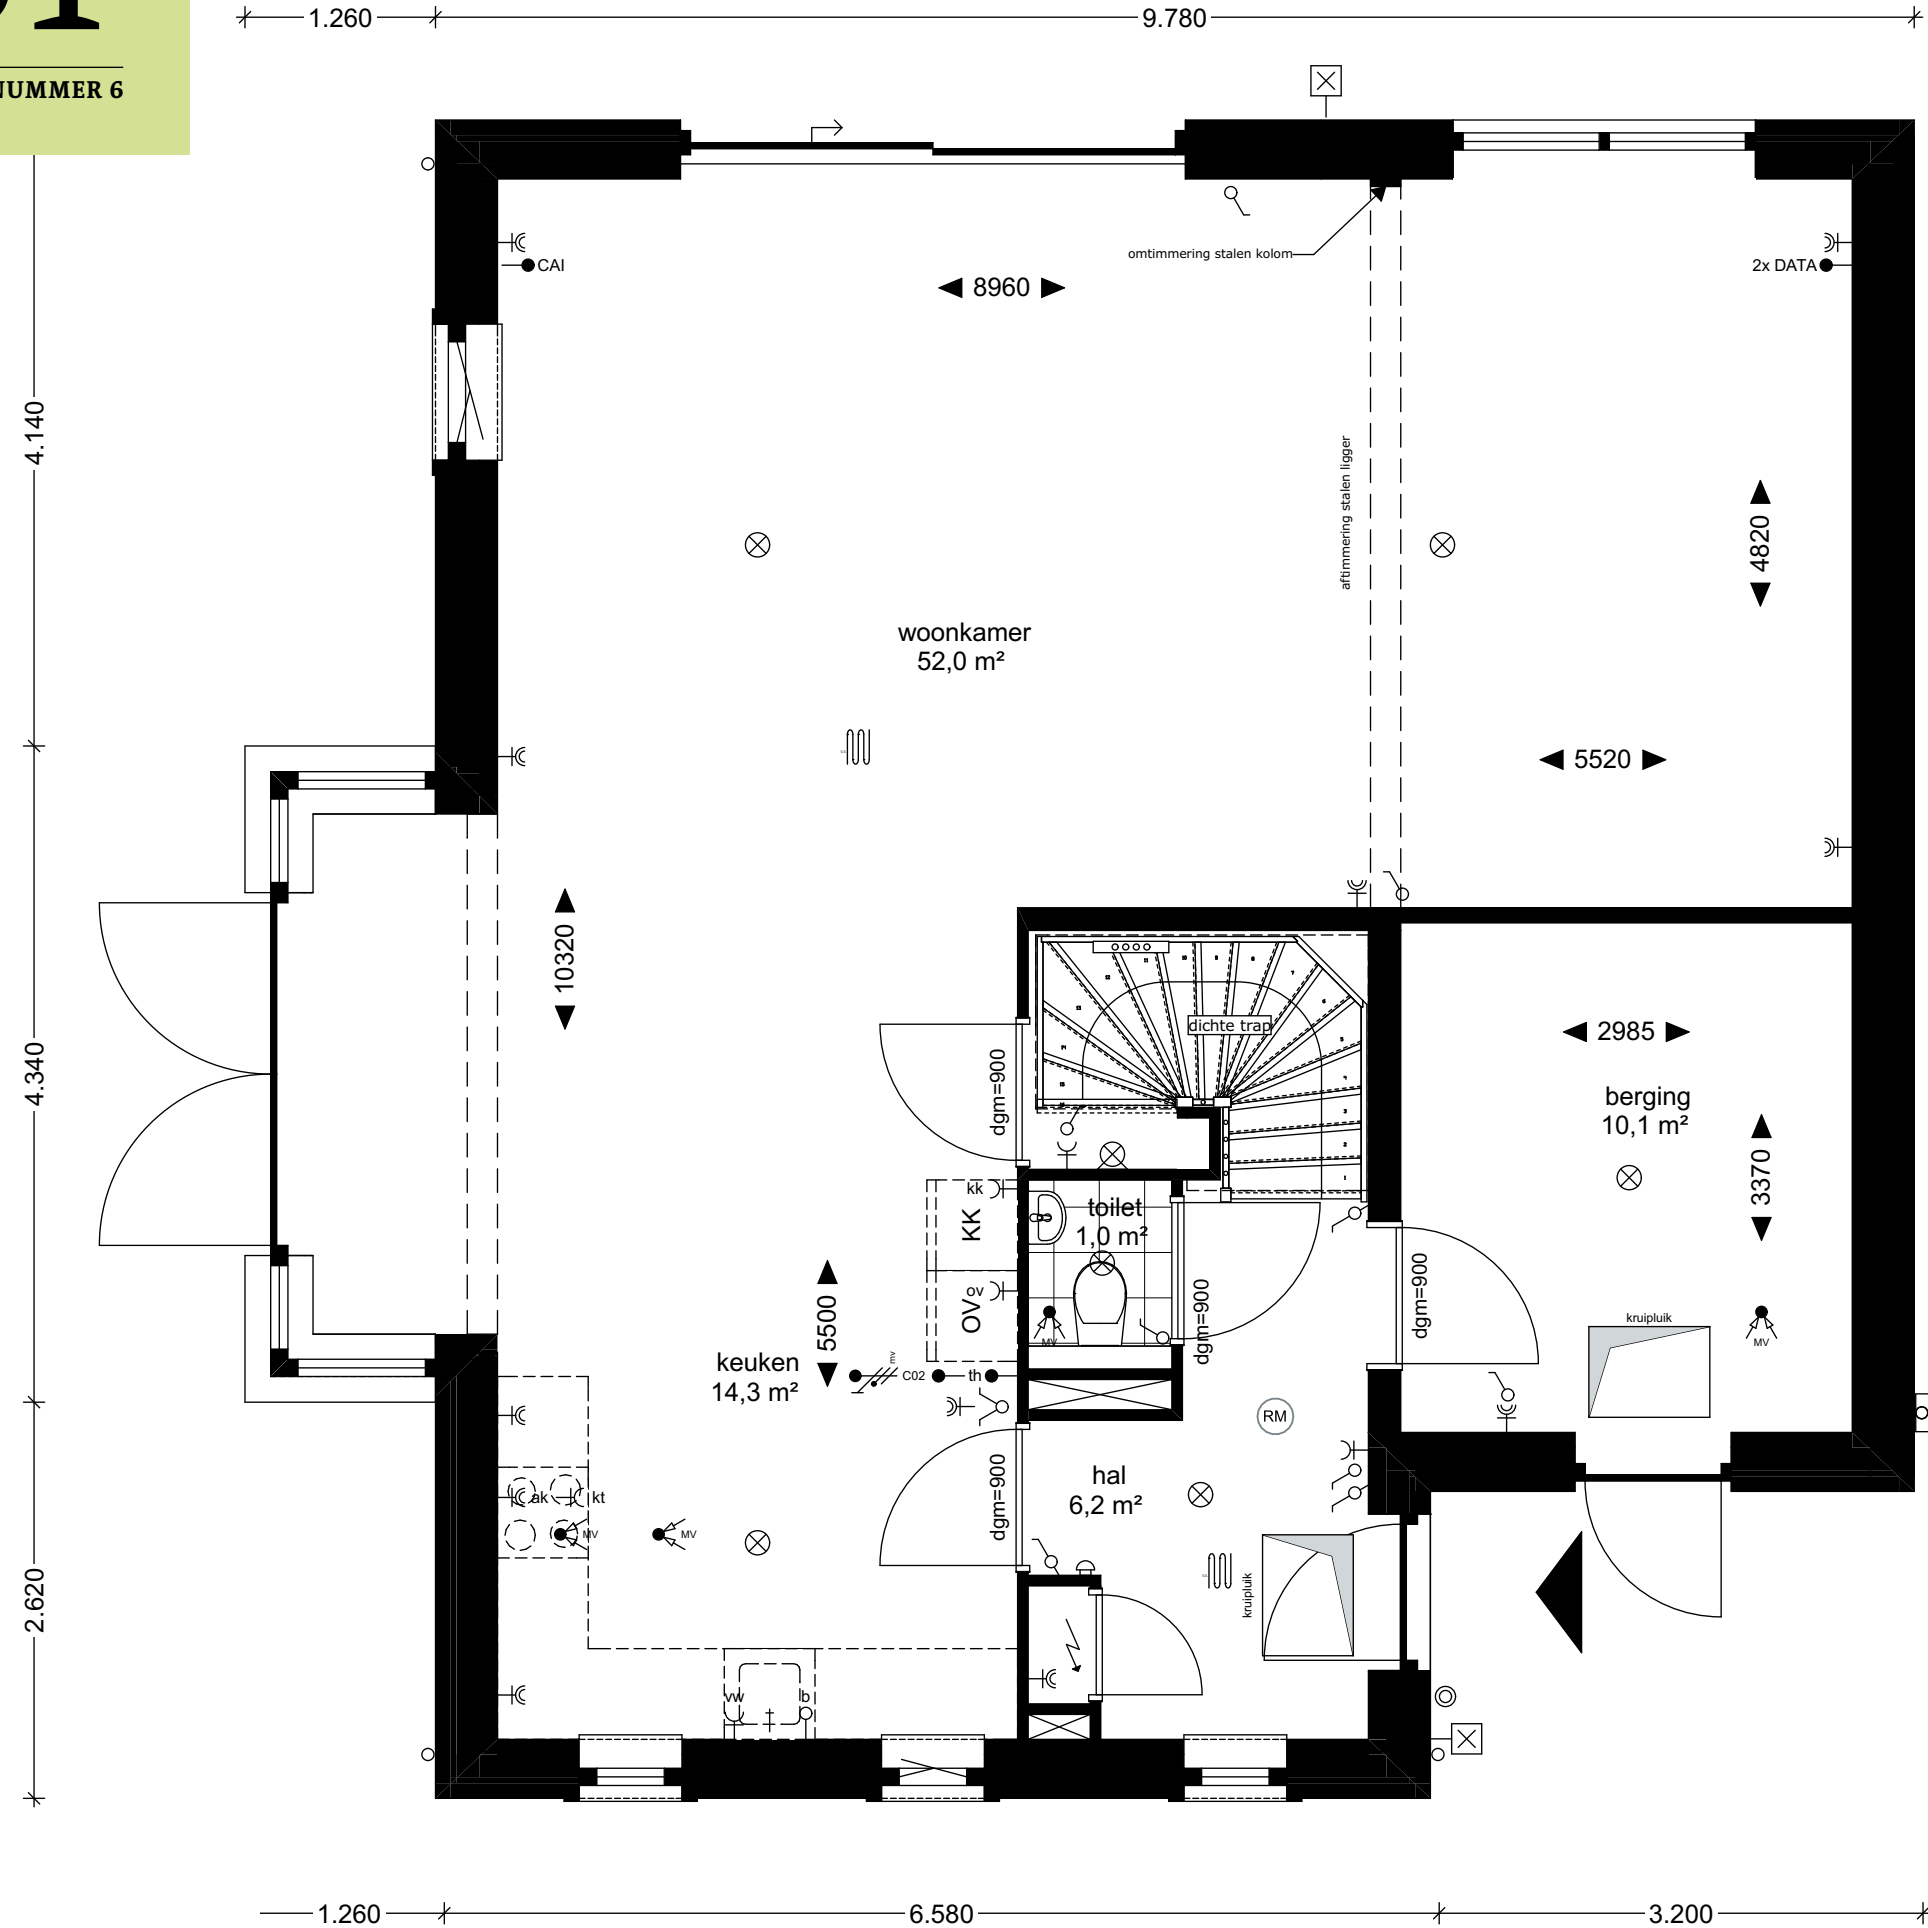 NUMMER 6
1.260
9.780
omtimmering stalen kolom
CAI
2x DATA
8960
4.140
aftimmering stalen ligger
4820
woonkamer
52,0 m²
5520
10320
4.340
dichte trap
2985
dgm=900
berging
10,1 m²
3370
kk
KK
toilet
1,0 m²
ov
OV
5500
dgm=900
dgm=900
kruipluik
MV
MV
keuken
14,3 m²
mv
C02
th
RM
hal
6,2 m²
ak
kt
MV
MV
dgm=900
kruipluik
2.620
vw
b
1.260
6.580
3.200